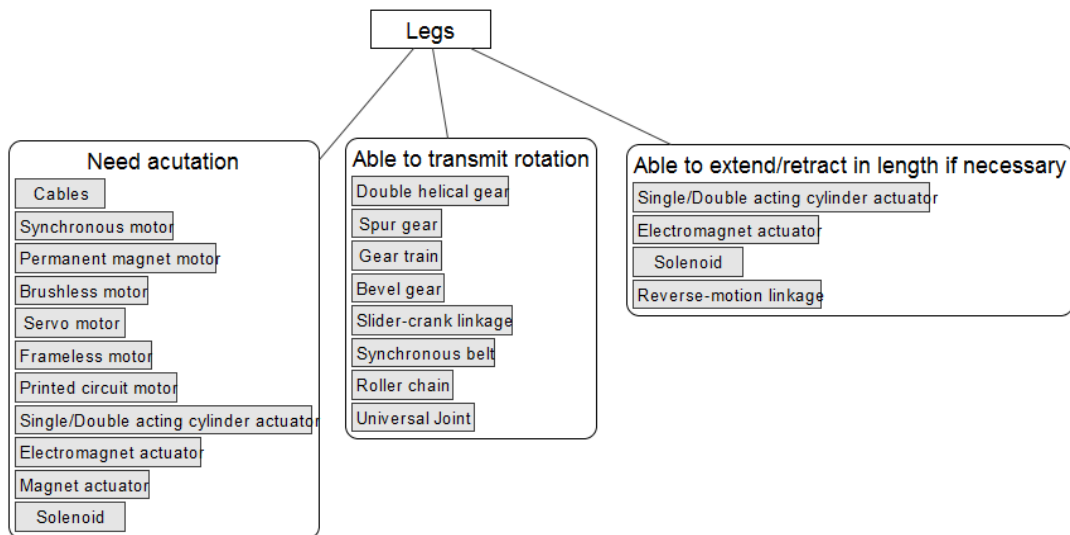 Legs
Need acutation
Cables
Synchronous motor
Permanent magnet motor
Brushless motor
Servo motor
Frameless motor
Printed circuit motor
Single/Double acting cylinder actuator
Electromagnet actuator
Magnet actuator
Solenoid
Able to transmit rotation
Double helical gear
Spur gear
Gear train
Bevel gear
Slider-crank linkage
Synchronous belt
Roller chain
Universal Joint
Able to extend/retract in length if necessary
Single/Double acting cylinder actuator
Electromagnet actuator
Solenoid
Reverse-motion linkage